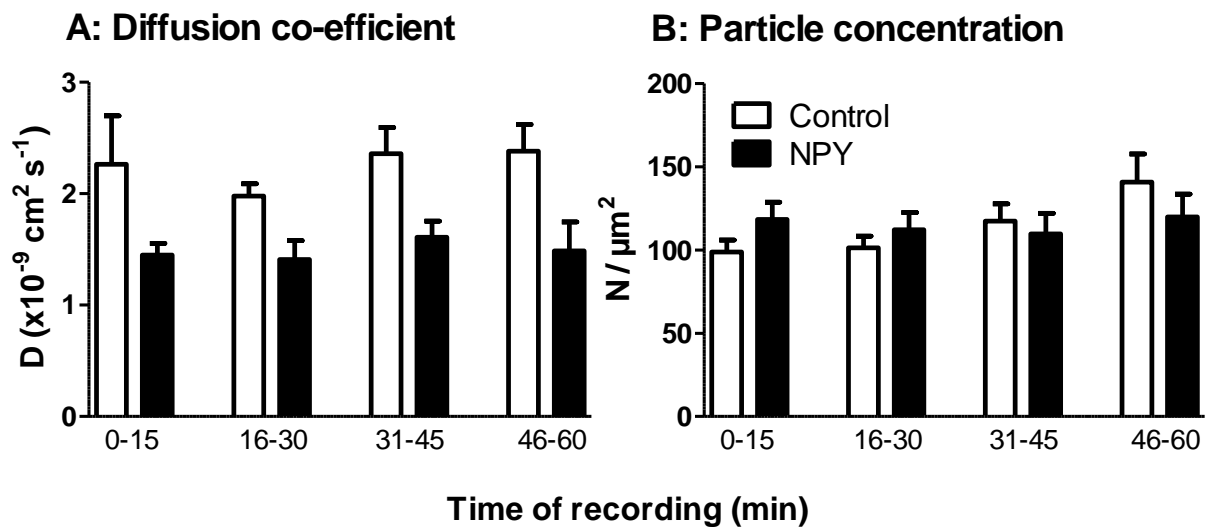 A: Diffusion co-efficient
B: Particle concentration
3
2
1
0
D (x10⁻⁹ cm² s⁻¹)
0-15
16-30
31-45
46-60
200
150
100
50
0
N / µm²
Control
NPY
0-15
16-30
31-45
46-60
Time of recording (min)